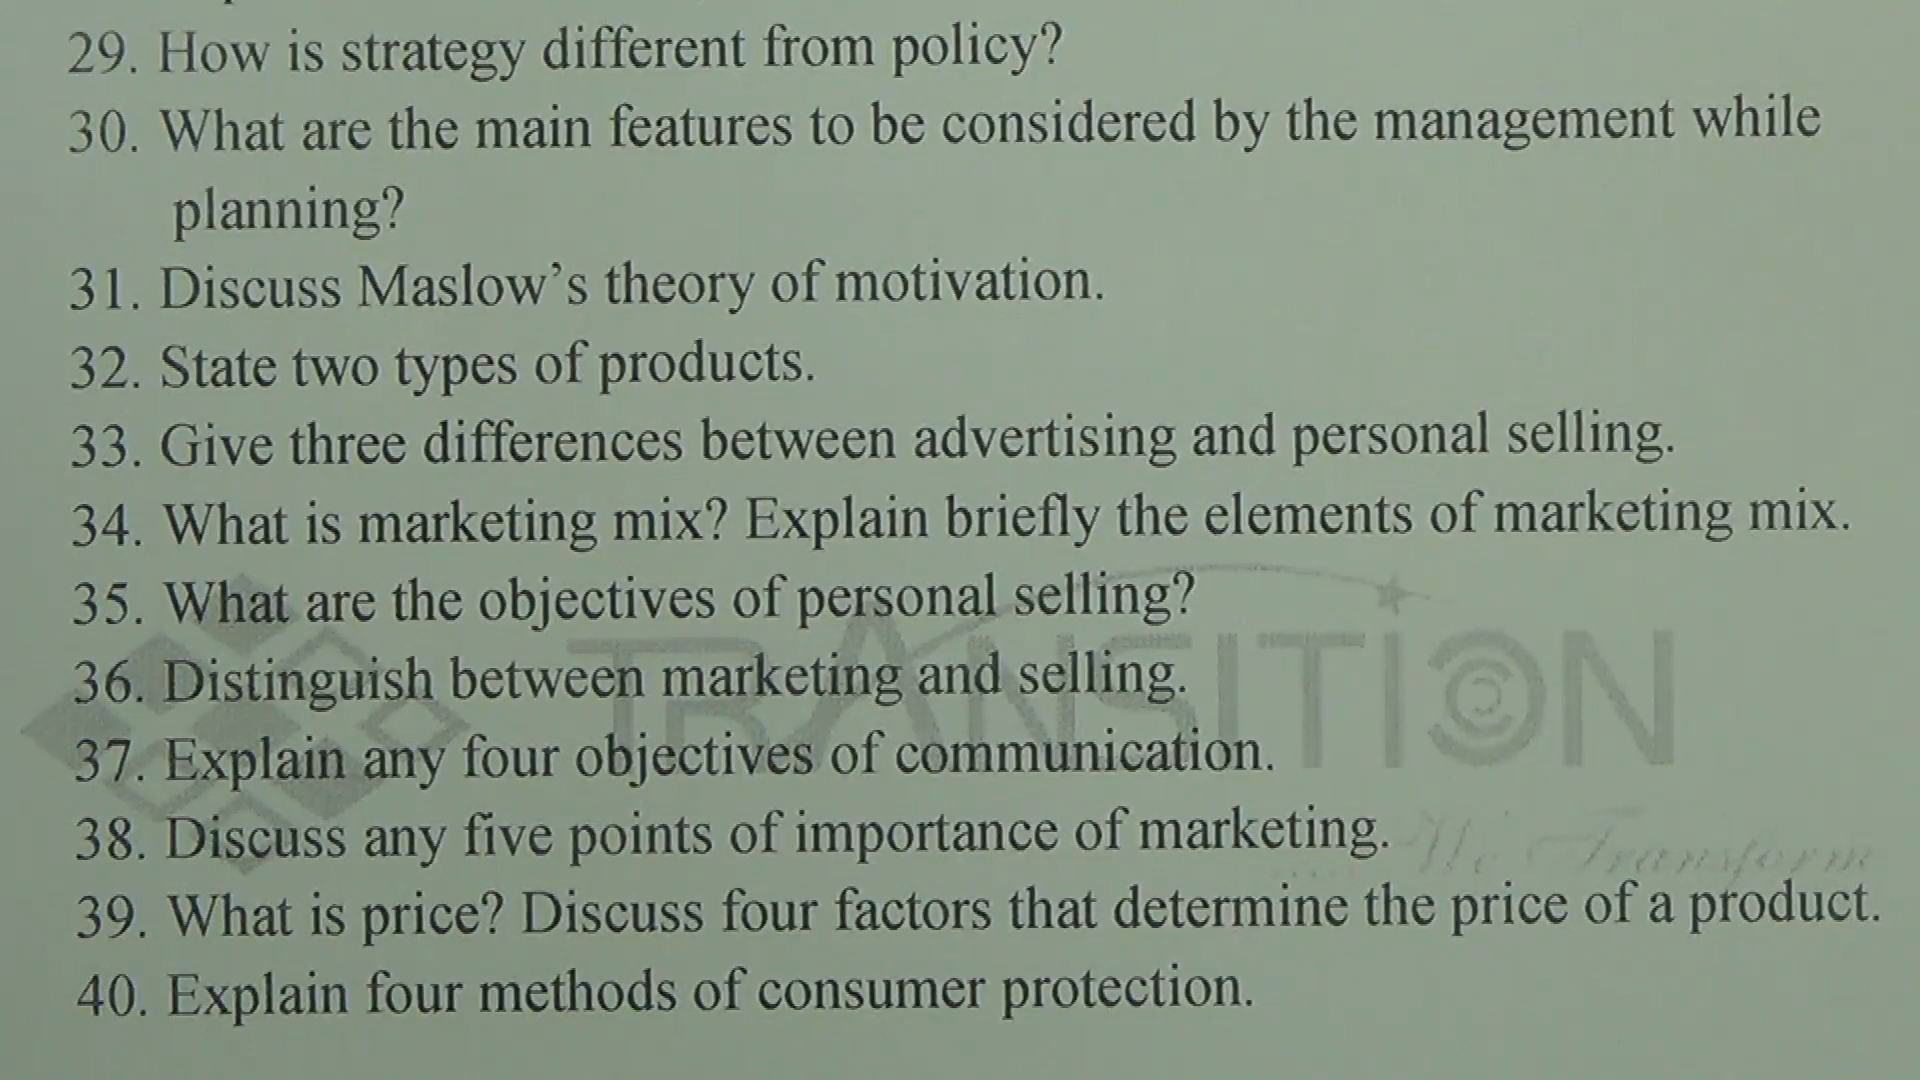 29. How is strategy different from policy?
30. What are the main features to be considered by the management while
planning?
31. Discuss Maslow’s theory of motivation.
32. State two types of products.
33. Give three differences between advertising and personal selling.
34. What is marketing mix? Explain briefly the elements of marketing mix.
35. What are the objectives of personal selling?
36. Distinguish between marketing and selling.
TRANSITION
37. Explain any four objectives of communication.
38. Discuss any five points of importance of marketing.
We Transform
39. What is price? Discuss four factors that determine the price of a product.
40. Explain four methods of consumer protection.